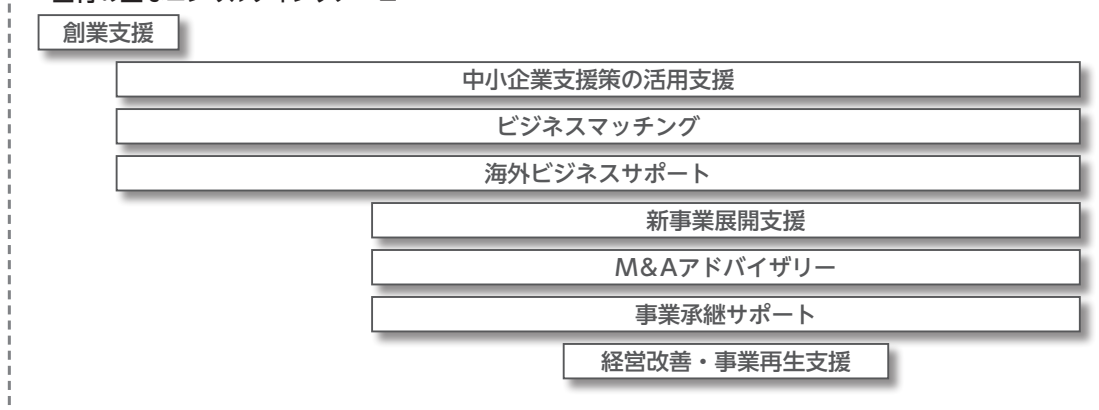 創業支援
中小企業支援策の活用支援
ビジネスマッチング
海外ビジネスサポート
新事業展開支援
M&Aアドバイザリー
事業承継サポート
経営改善・事業再生支援